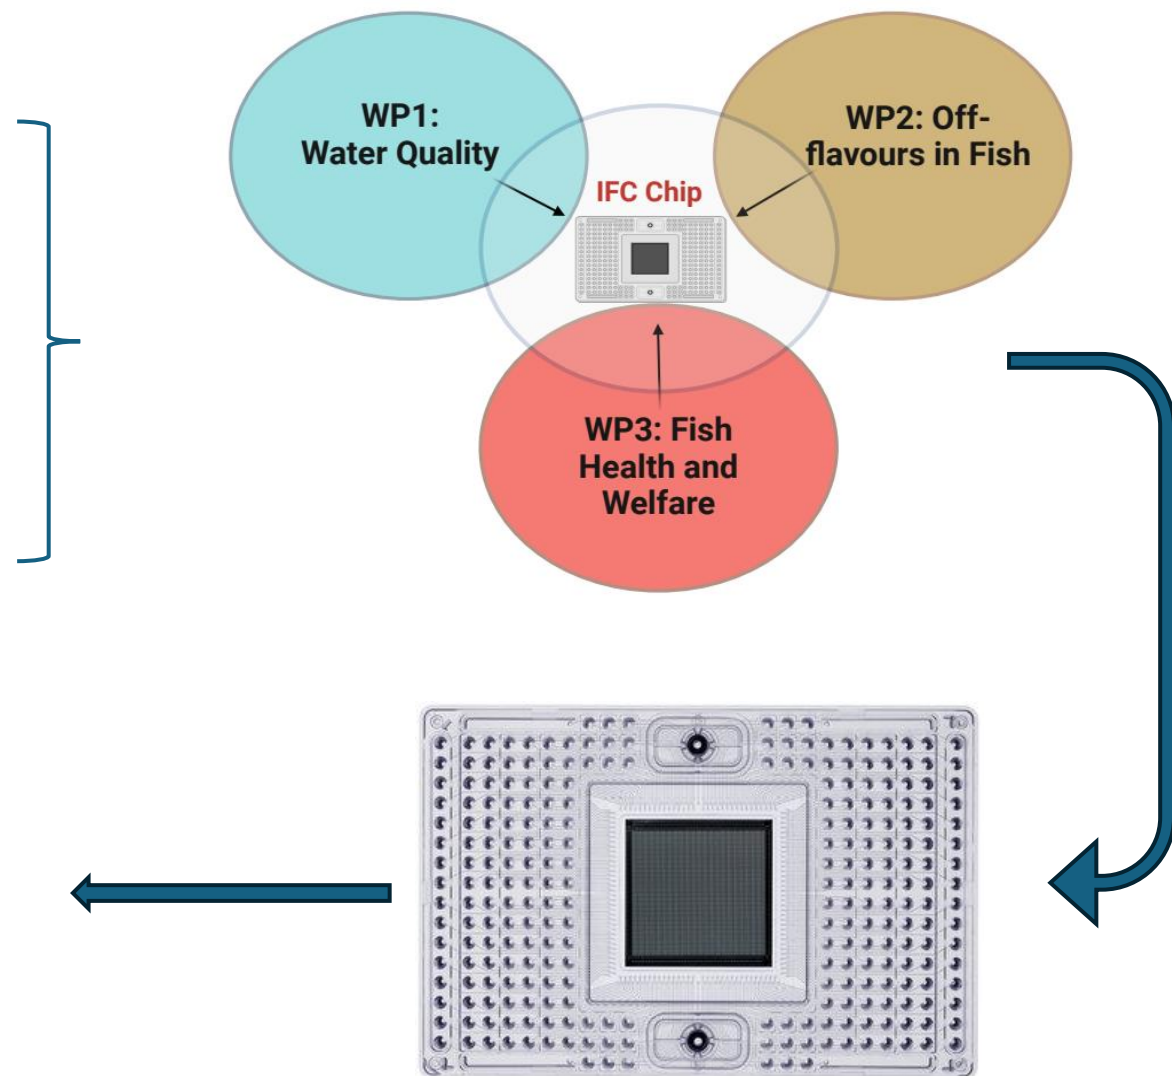 WP1:
Water Quality
WP2: Off-
flavours in Fish
IFC Chip
WP3: Fish
Health and
Welfare